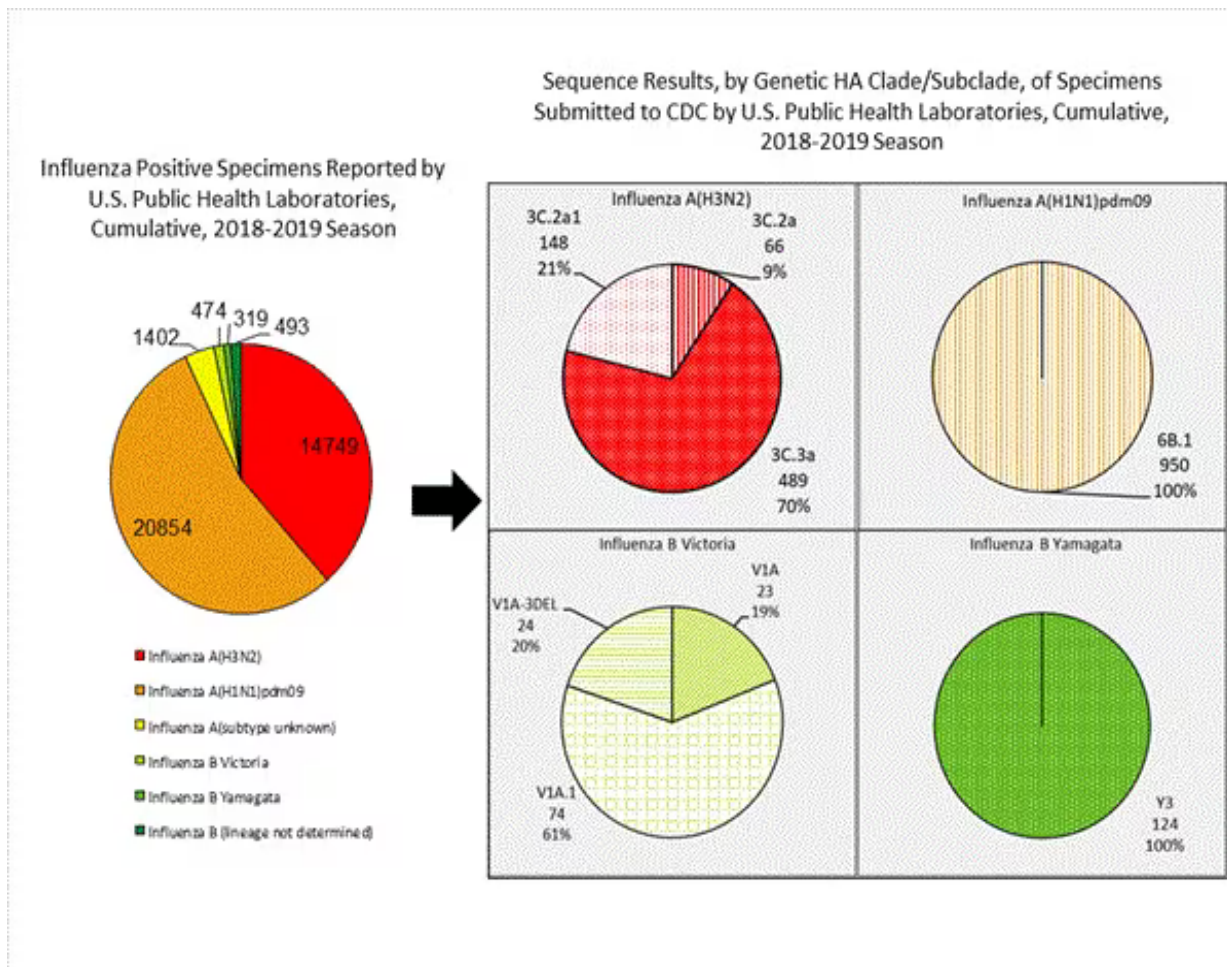 Sequence Results, by Genetic HA Clade/Subclade, of Specimens
Submitted to CDC by U.S. Public Health Laboratories, Cumulative,
2018-2019 Season
Influenza Positive Specimens Reported by
U.S. Public Health Laboratories,
Cumulative, 2018-2019 Season
474
319
493
1402
14749
20854
Influenza A(H3N2)
Influenza A(H1N1)pdm09
Influenza A(subtype unknown)
Influenza B Victoria
Influenza B Yamagata
Influenza B (lineage not determined)
Influenza A(H3N2)
3C.2a1
148
21%
3C.2a
66
9%
3C.3a
489
70%
Influenza A(H1N1)pdm09
6B.1
950
100%
Influenza B Victoria
V1A
23
19%
V1A-3DEL
24
20%
V1A.1
74
61%
Influenza B Yamagata
Y3
124
100%